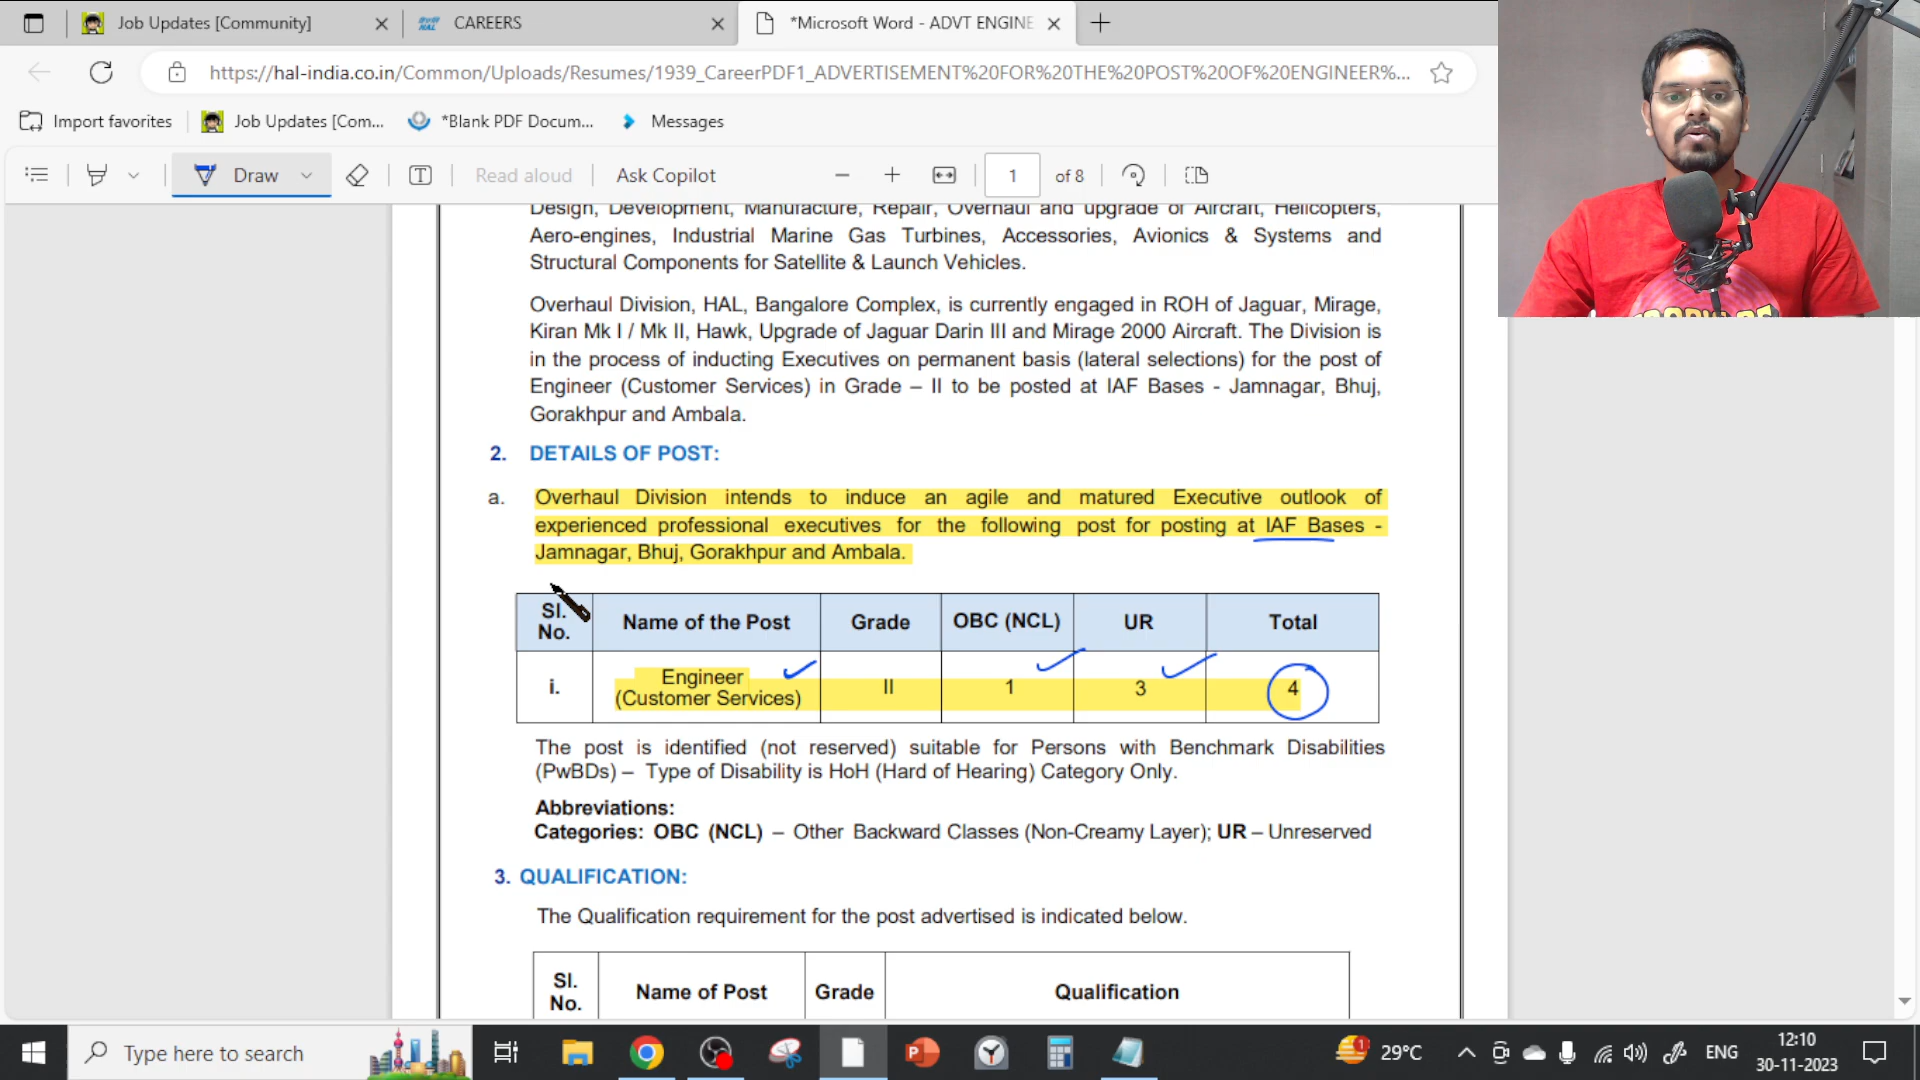 Job Updates [Community]
CAREERS
*Microsoft Word - ADVT ENGINE
https://hal-india.co.in/Common/Uploads/Resumes/1939_CareerPDF1_ADVERTISEMENT%20FOR%20THE%20POST%20OF%20ENGINEER%...
Import favorites
Job Updates [Com...
*Blank PDF Docum...
Messages
Draw
Read aloud
Ask Copilot
1 of 8
Design, Development, Manufacture, Repair, Overhaul and upgrade of Aircraft, Helicopters,
Aero-engines, Industrial Marine Gas Turbines, Accessories, Avionics & Systems and
Structural Components for Satellite & Launch Vehicles.
Overhaul Division, HAL, Bangalore Complex, is currently engaged in ROH of Jaguar, Mirage,
Kiran Mk I / Mk II, Hawk, Upgrade of Jaguar Darin III and Mirage 2000 Aircraft. The Division is
in the process of inducting Executives on permanent basis (lateral selections) for the post of
Engineer (Customer Services) in Grade – II to be posted at IAF Bases - Jamnagar, Bhuj,
Gorakhpur and Ambala.
2. DETAILS OF POST:
a. Overhaul Division intends to induce an agile and matured Executive outlook of
experienced professional executives for the following post for posting at IAF Bases -
Jamnagar, Bhuj, Gorakhpur and Ambala.
Sl. No. Name of the Post Grade OBC (NCL) UR Total
i. Engineer (Customer Services) II 1 3 4
The post is identified (not reserved) suitable for Persons with Benchmark Disabilities
(PwBDs) – Type of Disability is HoH (Hard of Hearing) Category Only.
Abbreviations:
Categories: OBC (NCL) – Other Backward Classes (Non-Creamy Layer); UR – Unreserved
3. QUALIFICATION:
The Qualification requirement for the post advertised is indicated below.
Sl. No. Name of Post Grade Qualification
Type here to search
29°C
ENG
12:10
30-11-2023